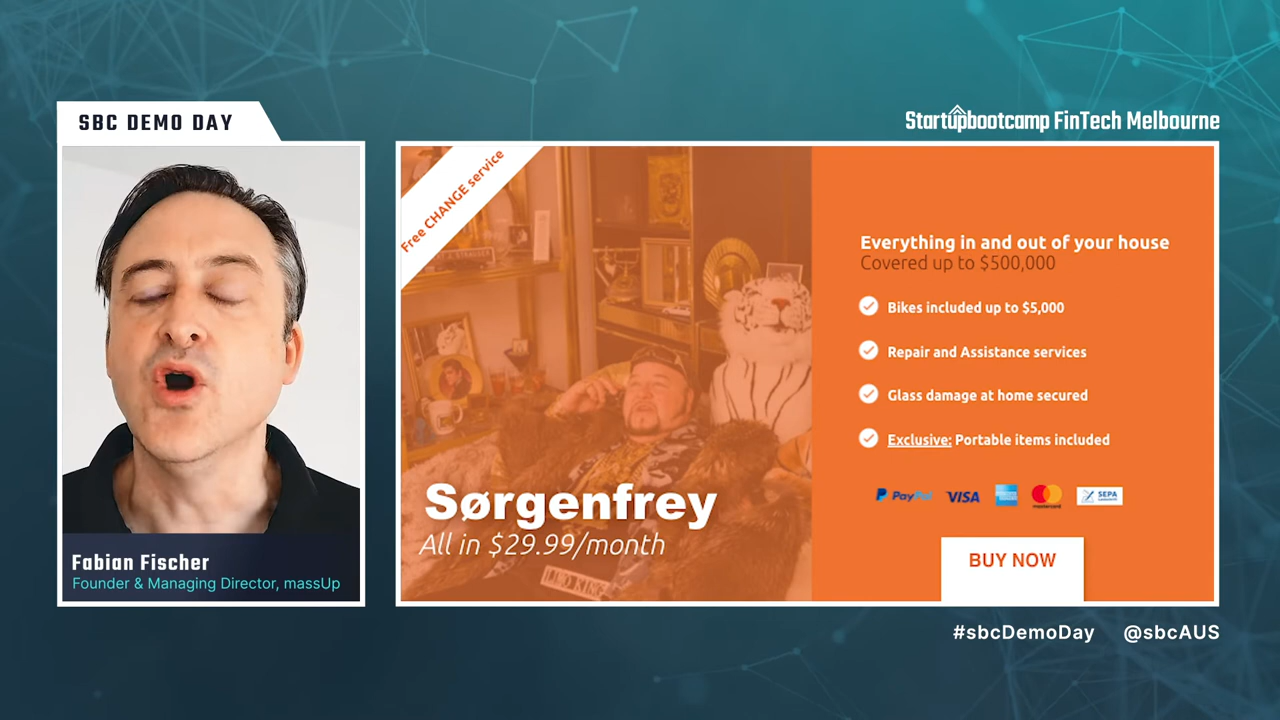 SBC DEMO DAY
Startupbootcamp FinTech Melbourne
Free CHANGE service
Everything in and out of your house
Covered up to $500,000
Bikes included up to $5,000
Repair and Assistance services
Glass damage at home secured
Exclusive: Portable items included
Sørgenfrey
All in $29.99/month
PayPal VISA mastercard SEPA
BUY NOW
Fabian Fischer
Founder & Managing Director, massUp
#sbcDemoDay @sbcAUS